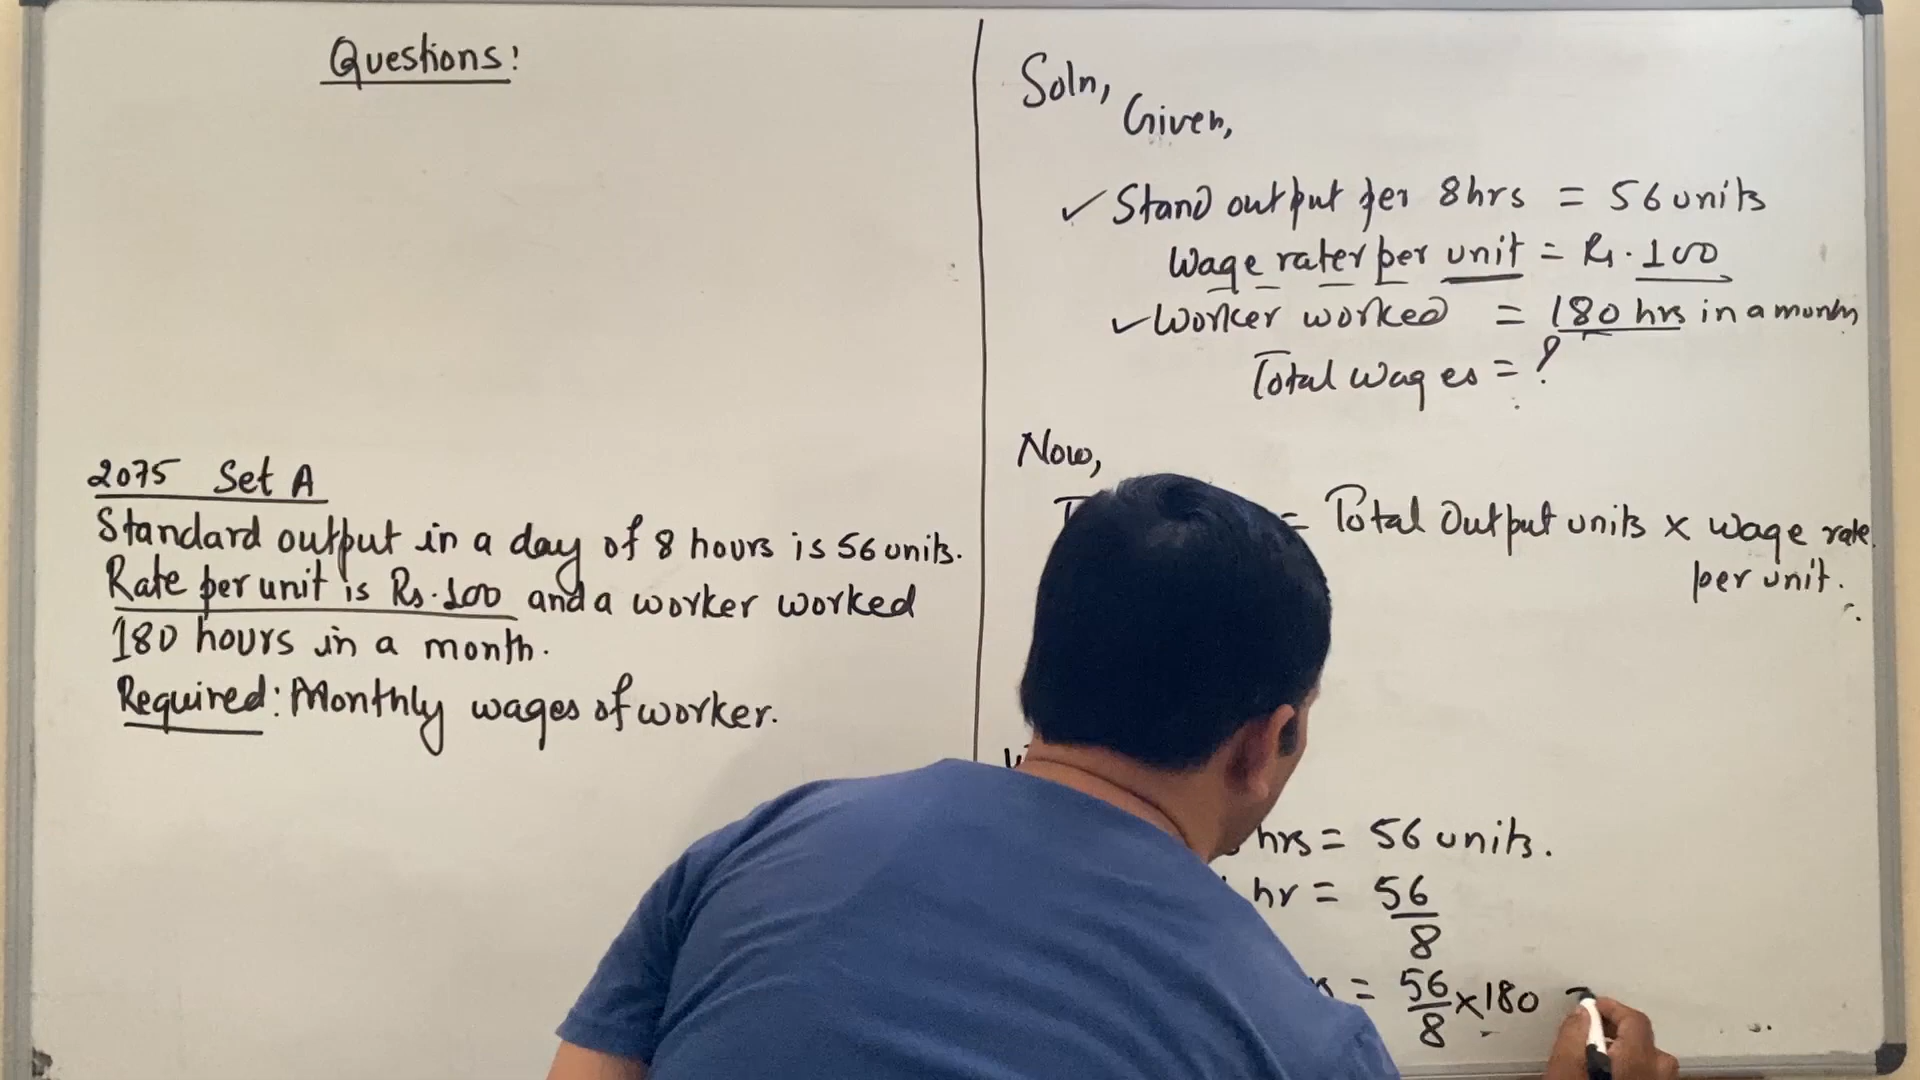 Questions:
2075 Set A
Standard output in a day of 8 hours is 56 units.
Rate per unit is Rs. 100 and a worker worked
180 hours in a month.
Required: Monthly wages of worker.
Soln,
Given,
✓ Stand output per 8hrs = 56 units
Wage rater per unit = Rs. 100
✓ Worker worked = 180 hrs in a month
Total wages = ?
Now,
= Total Output units × wage rate
per unit.
hrs = 56 units.
hr = 56/8
= 56/8 × 180